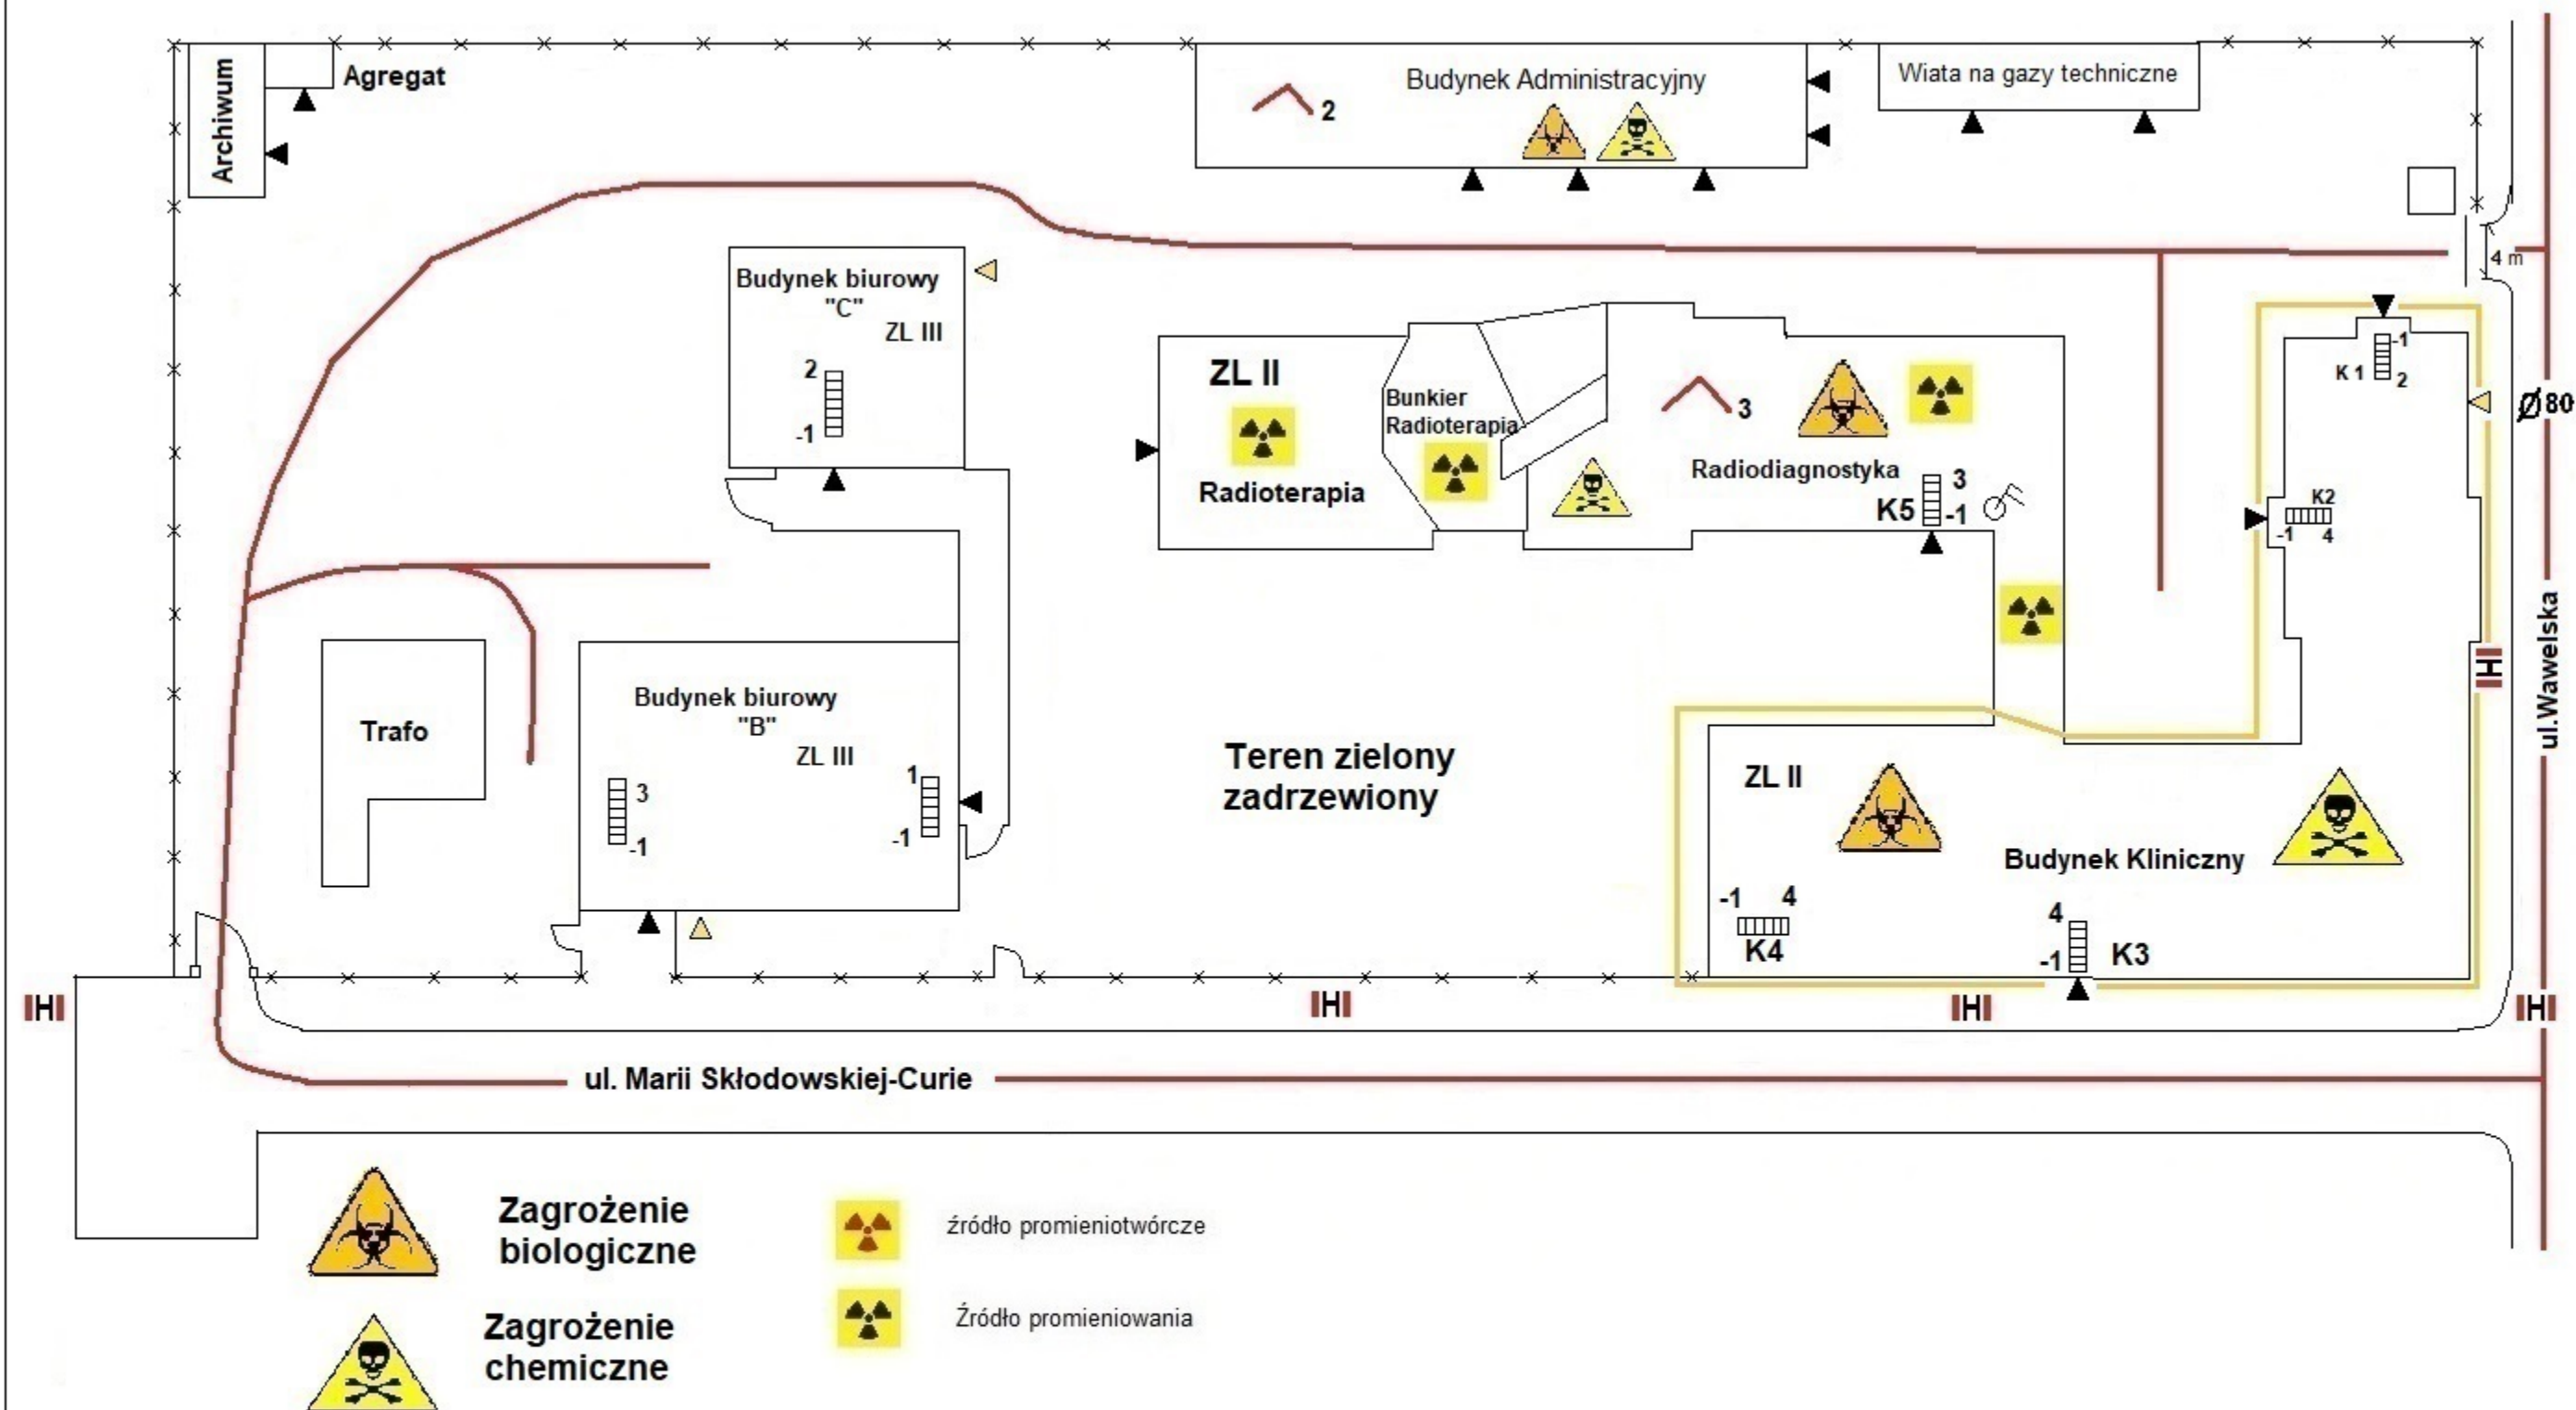 Archiwum
Agregat
2
Budynek Administracyjny
Wiata na gazy techniczne
4 m
Budynek biurowy
"C"
ZL III
2
-1
ZL II
Radioterapia
Bunkier
Radioterapia
3
Radiodiagnostyka
K5
3
-1
-1
K 1
2
Ø 80
K2
-1
4
ul.Wawelska
H
Trafo
Budynek biurowy
"B"
ZL III
3
-1
1
-1
Teren zielony
zadrzewiony
ZL II
Budynek Kliniczny
-1
4
K4
4
-1
K3
H
H
H
H
ul. Marii Skłodowskiej-Curie
Zagrożenie
biologiczne
źródło promieniotwórcze
Źródło promieniowania
Zagrożenie
chemiczne